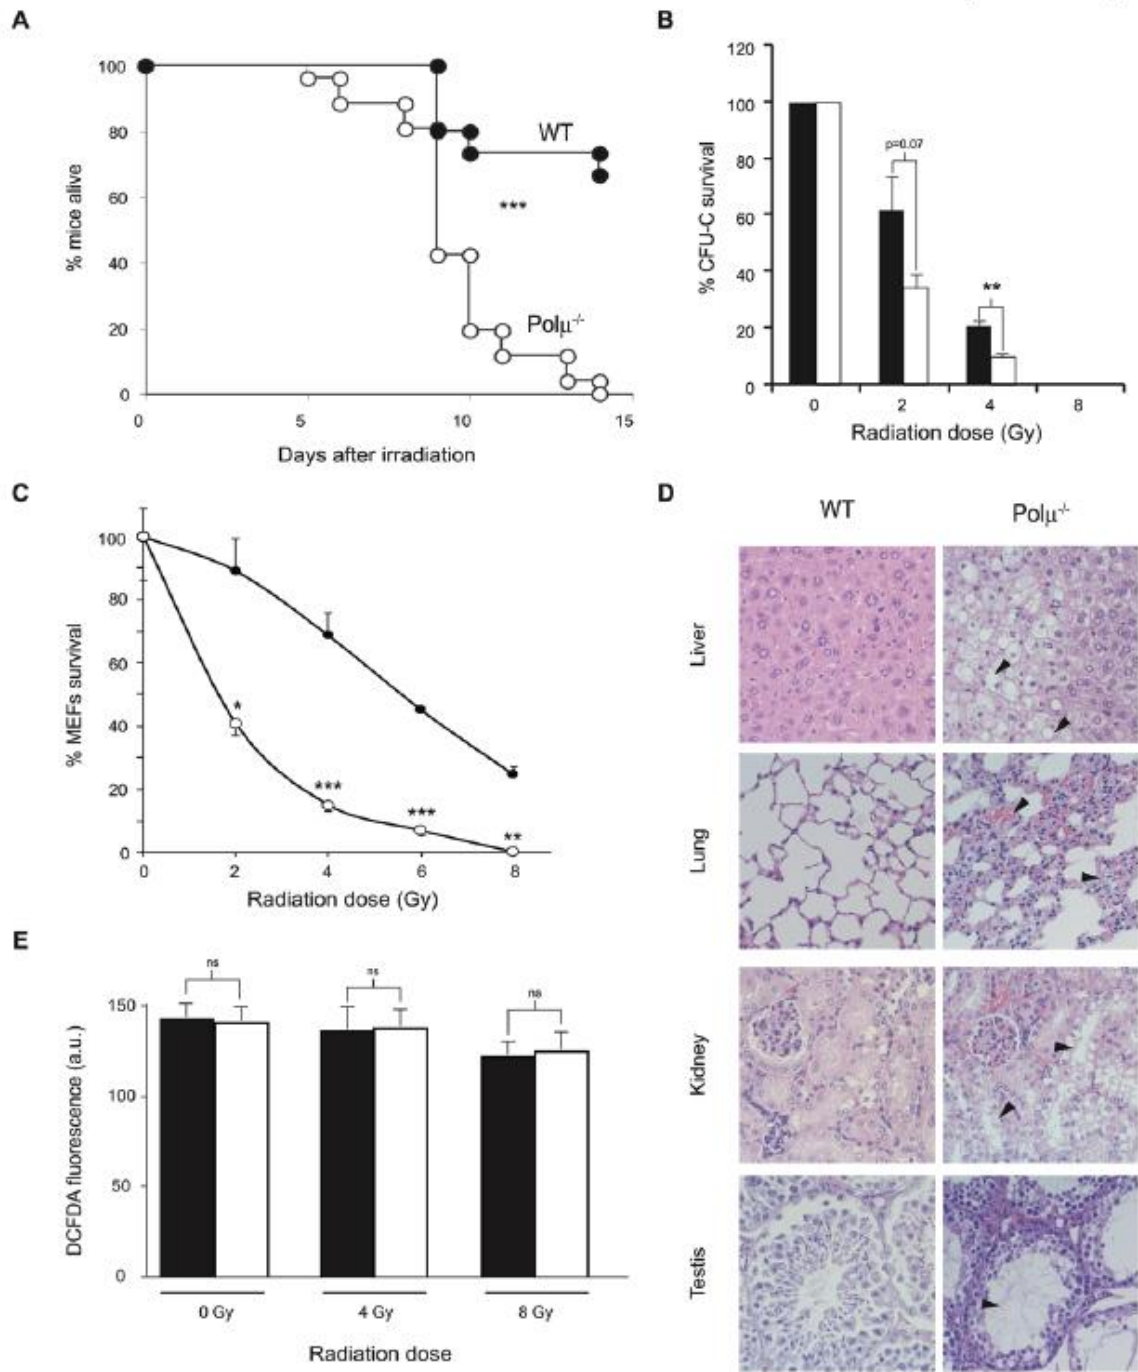 A
100
80
60
40
20
0
0 5 10 15
% mice alive
Days after irradiation
WT
***
Polμ-/-
B
120
100
80
60
40
20
0
0 2 4 8
% CFU-C survival
Radiation dose (Gy)
p=0.07
**
C
100
80
60
40
20
0
0 2 4 6 8
% MEFs survival
Radiation dose (Gy)
*
***
***
**
D
WT Polμ-/-
Liver
Lung
Kidney
Testis
E
150
100
50
0
DCFDA fluorescence (a.u.)
ns ns ns
0 Gy 4 Gy 8 Gy
Radiation dose